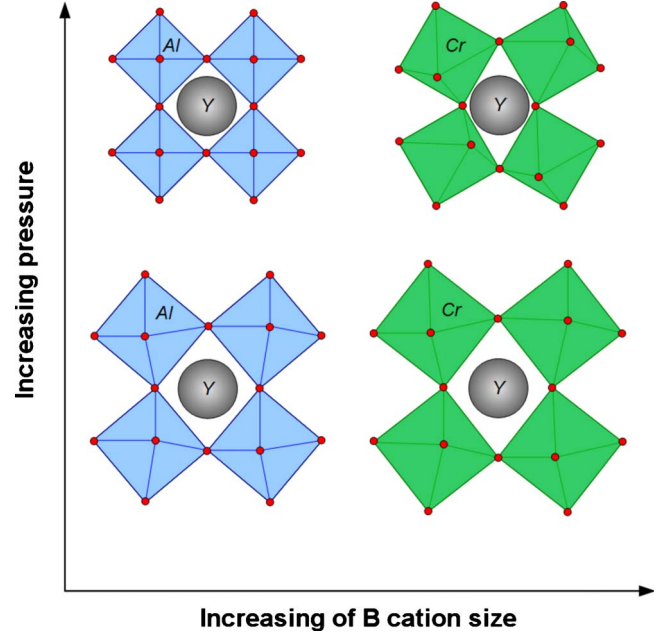 Al
Y
Cr
Y
Increasing pressure
Al
Y
Cr
Y
Increasing of B cation size